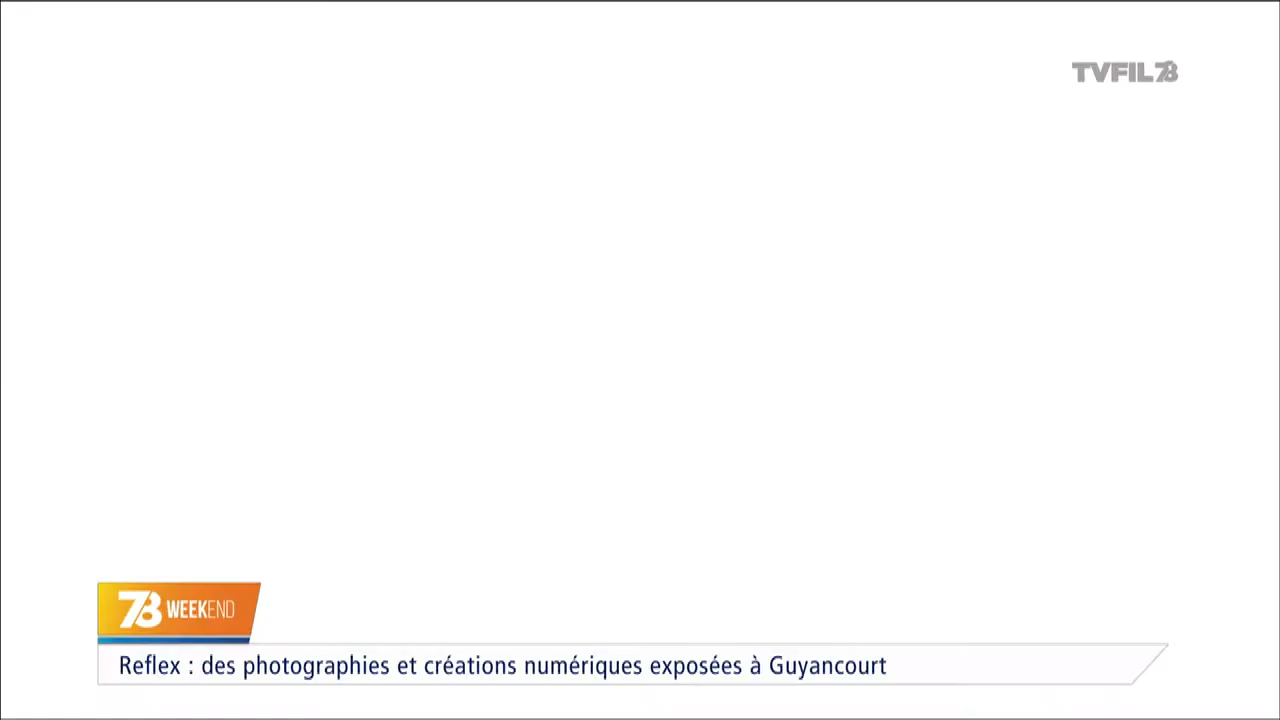 TVFIL78
78 WEEKEND
Reflex : des photographies et créations numériques exposées à Guyancourt